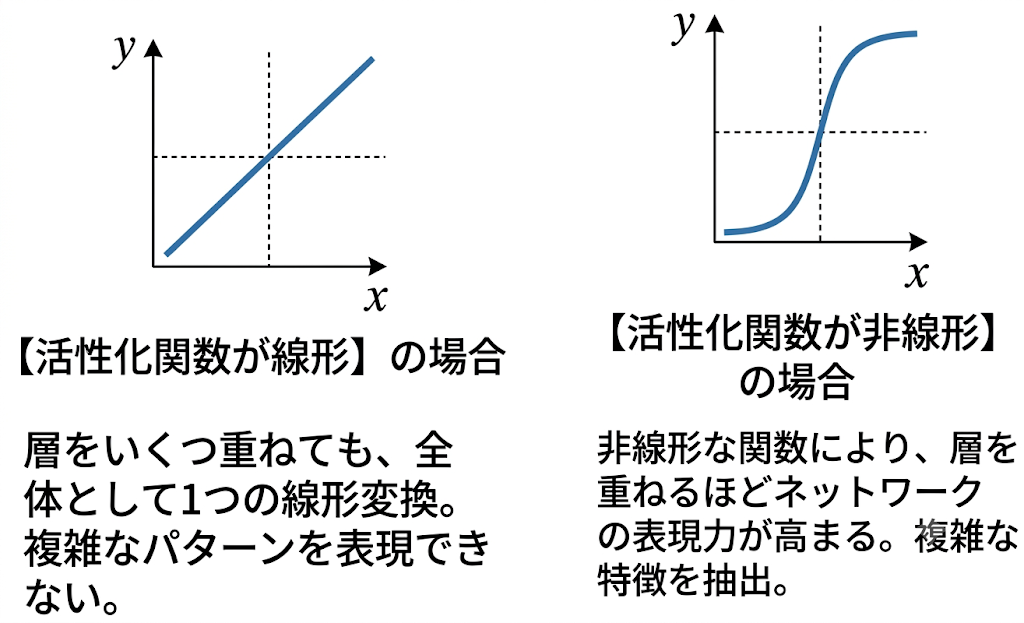 y
x
【活性化関数が線形】の場合
層をいくつ重ねても、全
体として1つの線形変換。
複雑なパターンを表現でき
ない。
y
x
【活性化関数が非線形】
の場合
非線形な関数により、層を
重ねるほどネットワーク
の表現力が高まる。複雑な
特徴を抽出。